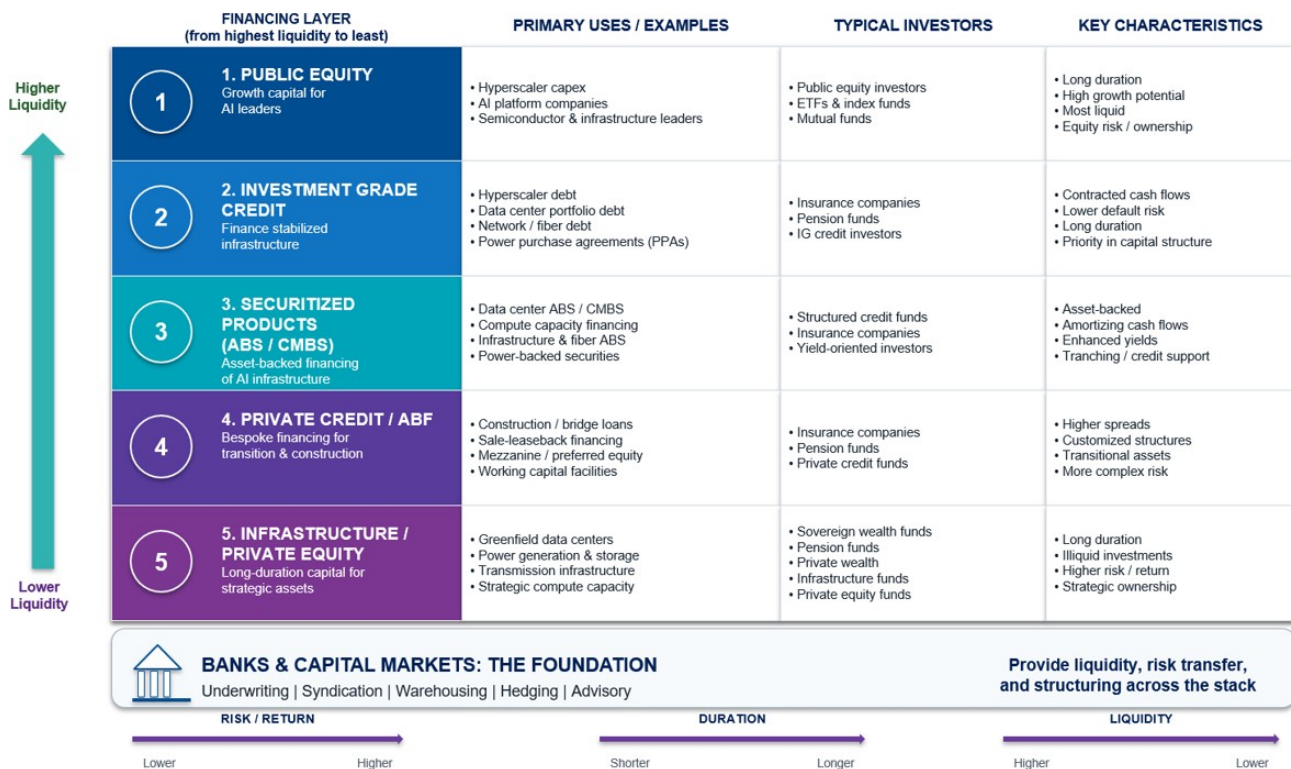 FINANCING LAYER
(from highest liquidity to least)
PRIMARY USES / EXAMPLES
TYPICAL INVESTORS
KEY CHARACTERISTICS
Higher
Liquidity
Lower
Liquidity
1
1. PUBLIC EQUITY
Growth capital for
AI leaders
• Hyperscaler capex
• AI platform companies
• Semiconductor & infrastructure leaders
• Public equity investors
• ETFs & index funds
• Mutual funds
• Long duration
• High growth potential
• Most liquid
• Equity risk / ownership
2
2. INVESTMENT GRADE
CREDIT
Finance stabilized
infrastructure
• Hyperscaler debt
• Data center portfolio debt
• Network / fiber debt
• Power purchase agreements (PPAs)
• Insurance companies
• Pension funds
• IG credit investors
• Contracted cash flows
• Lower default risk
• Long duration
• Priority in capital structure
3
3. SECURITIZED
PRODUCTS
(ABS / CMBS)
Asset-backed financing
of AI infrastructure
• Data center ABS / CMBS
• Compute capacity financing
• Infrastructure & fiber ABS
• Power-backed securities
• Structured credit funds
• Insurance companies
• Yield-oriented investors
• Asset-backed
• Amortizing cash flows
• Enhanced yields
• Tranching / credit support
4
4. PRIVATE CREDIT / ABF
Bespoke financing for
transition & construction
• Construction / bridge loans
• Sale-leaseback financing
• Mezzanine / preferred equity
• Working capital facilities
• Insurance companies
• Pension funds
• Private credit funds
• Higher spreads
• Customized structures
• Transitional assets
• More complex risk
5
5. INFRASTRUCTURE /
PRIVATE EQUITY
Long-duration capital for
strategic assets
• Greenfield data centers
• Power generation & storage
• Transmission infrastructure
• Strategic compute capacity
• Sovereign wealth funds
• Pension funds
• Private wealth
• Infrastructure funds
• Private equity funds
• Long duration
• Illiquid investments
• Higher risk / return
• Strategic ownership
BANKS & CAPITAL MARKETS: THE FOUNDATION
Underwriting | Syndication | Warehousing | Hedging | Advisory
Provide liquidity, risk transfer,
and structuring across the stack
RISK / RETURN
Lower
Higher
DURATION
Shorter
Longer
LIQUIDITY
Higher
Lower